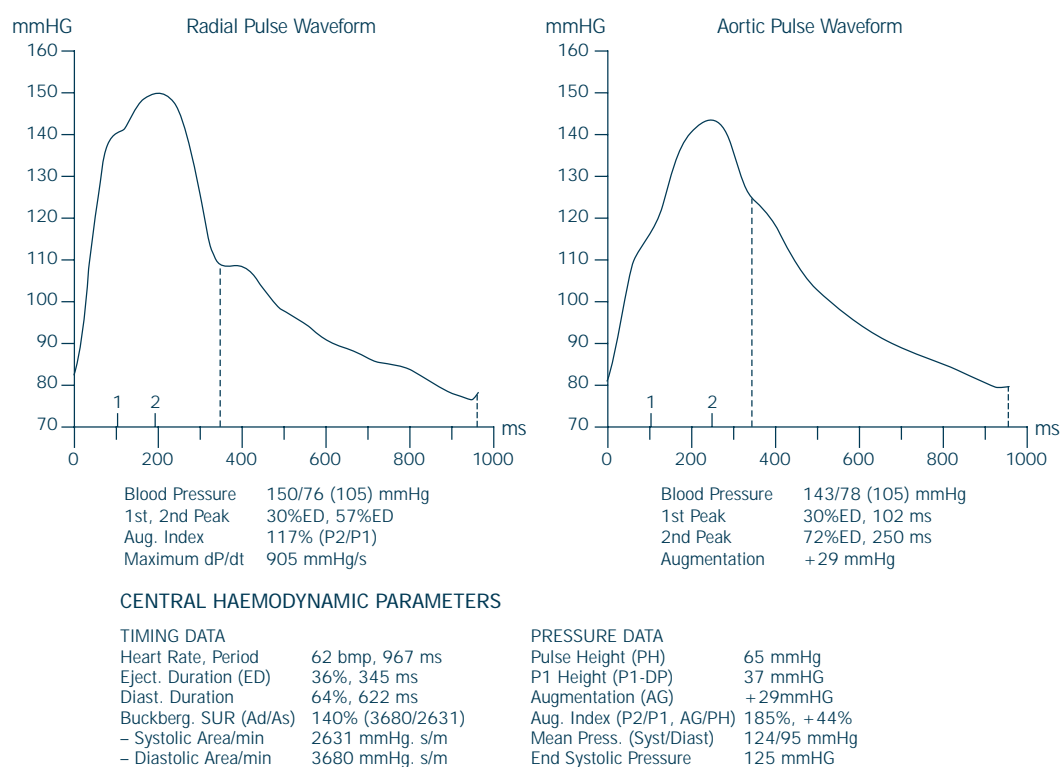 mmHG Radial Pulse Waveform
160
150
140
130
120
110
100
90
80
70
1 2
ms
0 200 400 600 800 1000
Blood Pressure 150/76 (105) mmHg
1st, 2nd Peak 30%ED, 57%ED
Aug. Index 117% (P2/P1)
Maximum dP/dt 905 mmHg/s
mmHG Aortic Pulse Waveform
160
150
140
130
120
110
100
90
80
70
1 2
ms
0 200 400 600 800 1000
Blood Pressure 143/78 (105) mmHg
1st Peak 30%ED, 102 ms
2nd Peak 72%ED, 250 ms
Augmentation +29 mmHg
CENTRAL HAEMODYNAMIC PARAMETERS
TIMING DATA
Heart Rate, Period 62 bmp, 967 ms
Eject. Duration (ED) 36%, 345 ms
Diast. Duration 64%, 622 ms
Buckberg. SUR (Ad/As) 140% (3680/2631)
– Systolic Area/min 2631 mmHg. s/m
– Diastolic Area/min 3680 mmHg. s/m
PRESSURE DATA
Pulse Height (PH) 65 mmHg
P1 Height (P1-DP) 37 mmHG
Augmentation (AG) +29mmHG
Aug. Index (P2/P1, AG/PH) 185%, +44%
Mean Press. (Syst/Diast) 124/95 mmHg
End Systolic Pressure 125 mmHG